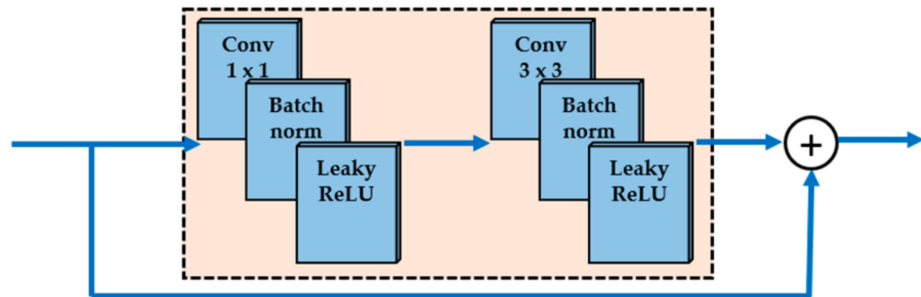 Conv
1 x 1
Batch
norm
Leaky
ReLU
Conv
3 x 3
Batch
norm
Leaky
ReLU
+